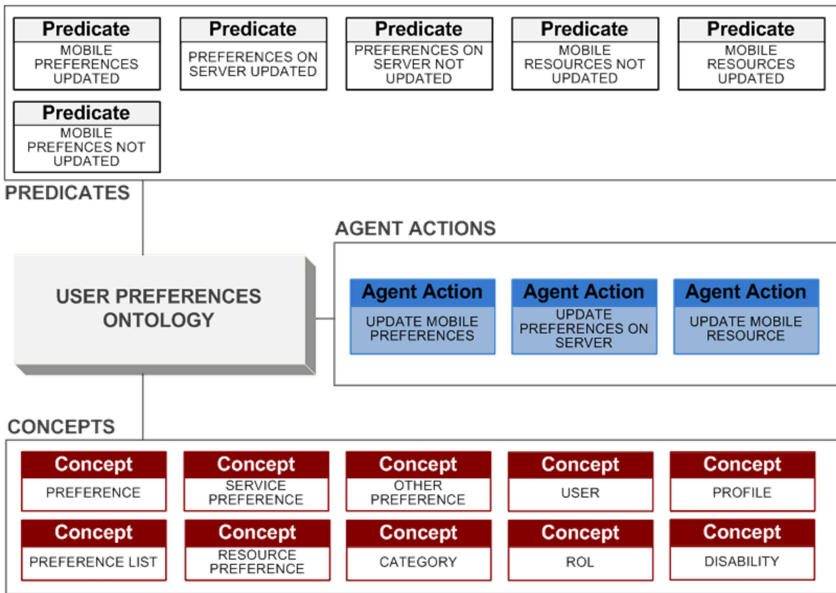 Predicate
MOBILE
PREFERENCES
UPDATED
Predicate
PREFERENCES ON
SERVER UPDATED
Predicate
PREFERENCES ON
SERVER NOT
UPDATED
Predicate
MOBILE
RESOURCES NOT
UPDATED
Predicate
MOBILE
RESOURCES
UPDATED
Predicate
MOBILE
PREFENCES NOT
UPDATED
PREDICATES
AGENT ACTIONS
USER PREFERENCES
ONTOLOGY
Agent Action
UPDATE MOBILE
PREFERENCES
Agent Action
UPDATE
PREFERENCES ON
SERVER
Agent Action
UPDATE MOBILE
RESOURCE
CONCEPTS
Concept
PREFERENCE
Concept
SERVICE
PREFERENCE
Concept
OTHER
PREFERENCE
Concept
USER
Concept
PROFILE
Concept
PREFERENCE LIST
Concept
RESOURCE
PREFERENCE
Concept
CATEGORY
Concept
ROL
Concept
DISABILITY